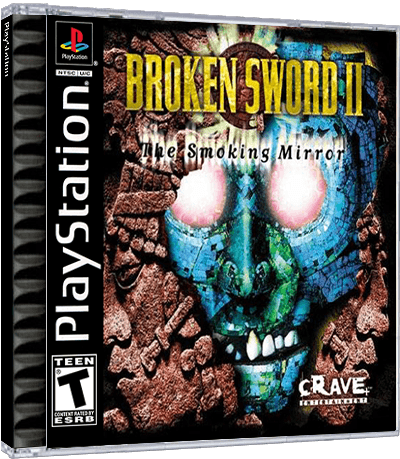 PlayStation
PlayStation
NTSC U/C
PlayStation
BROKEN SWORD II
The Smoking Mirror
TEEN
T
CONTENT RATED BY
ESRB
CRAVE
ENTERTAINMENT